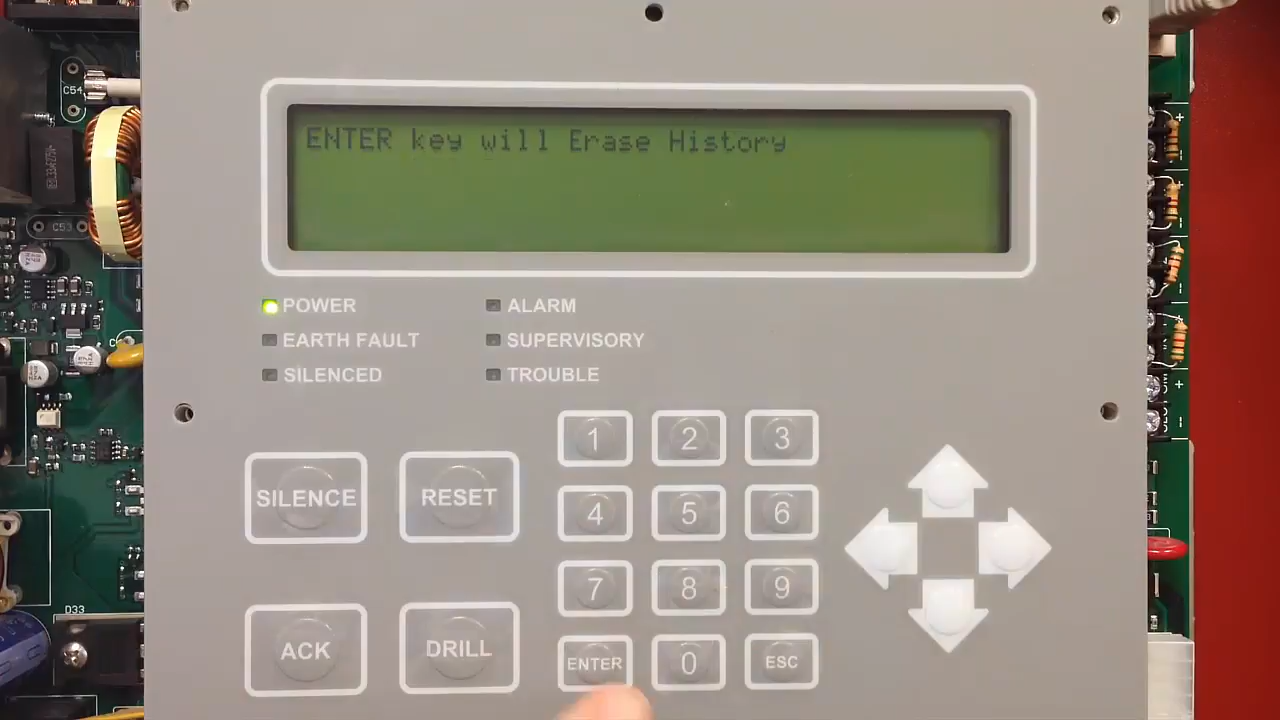 ENTER key will Erase History
POWER
ALARM
EARTH FAULT
SUPERVISORY
SILENCED
TROUBLE
1 2 3
SILENCE
RESET
4 5 6
7 8 9
ACK
DRILL
ENTER 0 ESC
C54
C53
D33